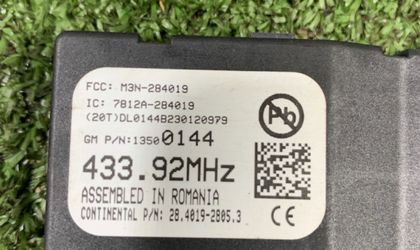 FCC: M3N-284019
IC: 7812A-284019
(20T)DL0144B230120979
GM P/N:13500144
433.92MHz
ASSEMBLED IN ROMANIA
CONTINENTAL P/N: 28.4019-2805.3
Pb
CE